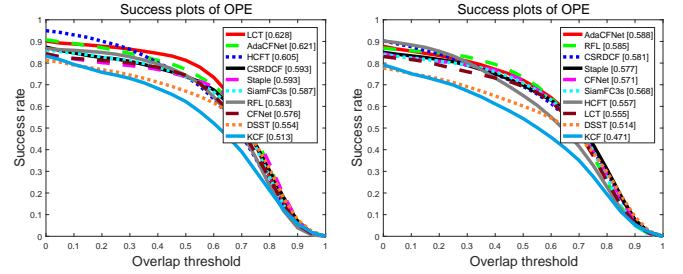 Success plots of OPE
Success rate
1
0.9
0.8
0.7
0.6
0.5
0.4
0.3
0.2
0.1
0
LCT [0.628]
AdaCFNet [0.621]
HCFT [0.605]
CSRDCF [0.593]
Staple [0.593]
SiamFC3s [0.587]
RFL [0.583]
CFNet [0.576]
DSST [0.554]
KCF [0.513]
0 0.1 0.2 0.3 0.4 0.5 0.6 0.7 0.8 0.9 1
Overlap threshold
Success plots of OPE
Success rate
1
0.9
0.8
0.7
0.6
0.5
0.4
0.3
0.2
0.1
0
AdaCFNet [0.588]
RFL [0.585]
CSRDCF [0.581]
Staple [0.577]
CFNet [0.571]
SiamFC3s [0.568]
HCFT [0.557]
LCT [0.555]
DSST [0.514]
KCF [0.471]
0 0.1 0.2 0.3 0.4 0.5 0.6 0.7 0.8 0.9 1
Overlap threshold